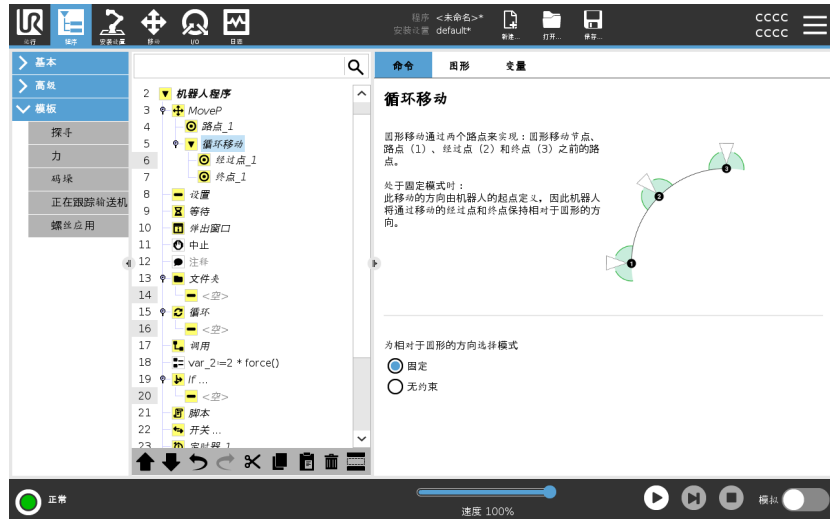 UR
运行
程序
安装设置
移动
I/O
日志
程序 <未命名>*
安装设置 default*
新建...
打开...
保存...
cccc
cccc
基本
高级
模板
探寻
力
码垛
正在跟踪输送机
螺丝应用
2 机器人程序
3 MoveP
4 路点_1
5 循环移动
6 经过点_1
7 终点_1
8 设置
9 等待
10 弹出窗口
11 中止
12 注释
13 文件夹
14 <空>
15 循环
16 <空>
17 调用
18 var_2≔2 * force()
19 If ...
20 <空>
21 脚本
22 开关 ...
23 定时器_1
命令 图形 变量
循环移动
圆形移动通过两个路点来实现：圆形移动节点、
路点（1）、经过点（2）和终点（3）之前的路
点。
处于固定模式时：
此移动的方向由机器人的起点定义，因此机器人
将通过移动的经过点和终点保持相对于圆形的方
向。
1
2
3
为相对于圆形的方向选择模式
固定
无约束
正常
速度 100%
模拟